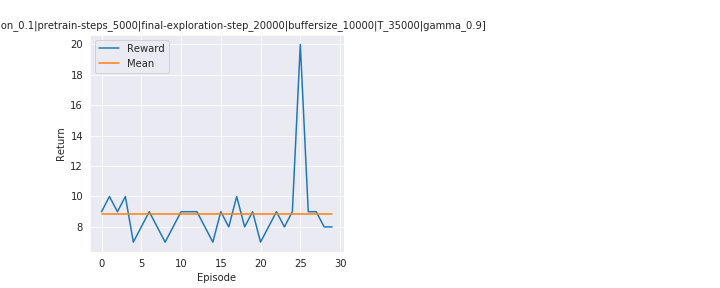 on_0.1|pretrain-steps_5000|final-exploration-step_20000|buffersize_10000|T_35000|gamma_0.9]
Reward
Mean
20
18
16
14
12
10
8
Return
0 5 10 15 20 25 30
Episode